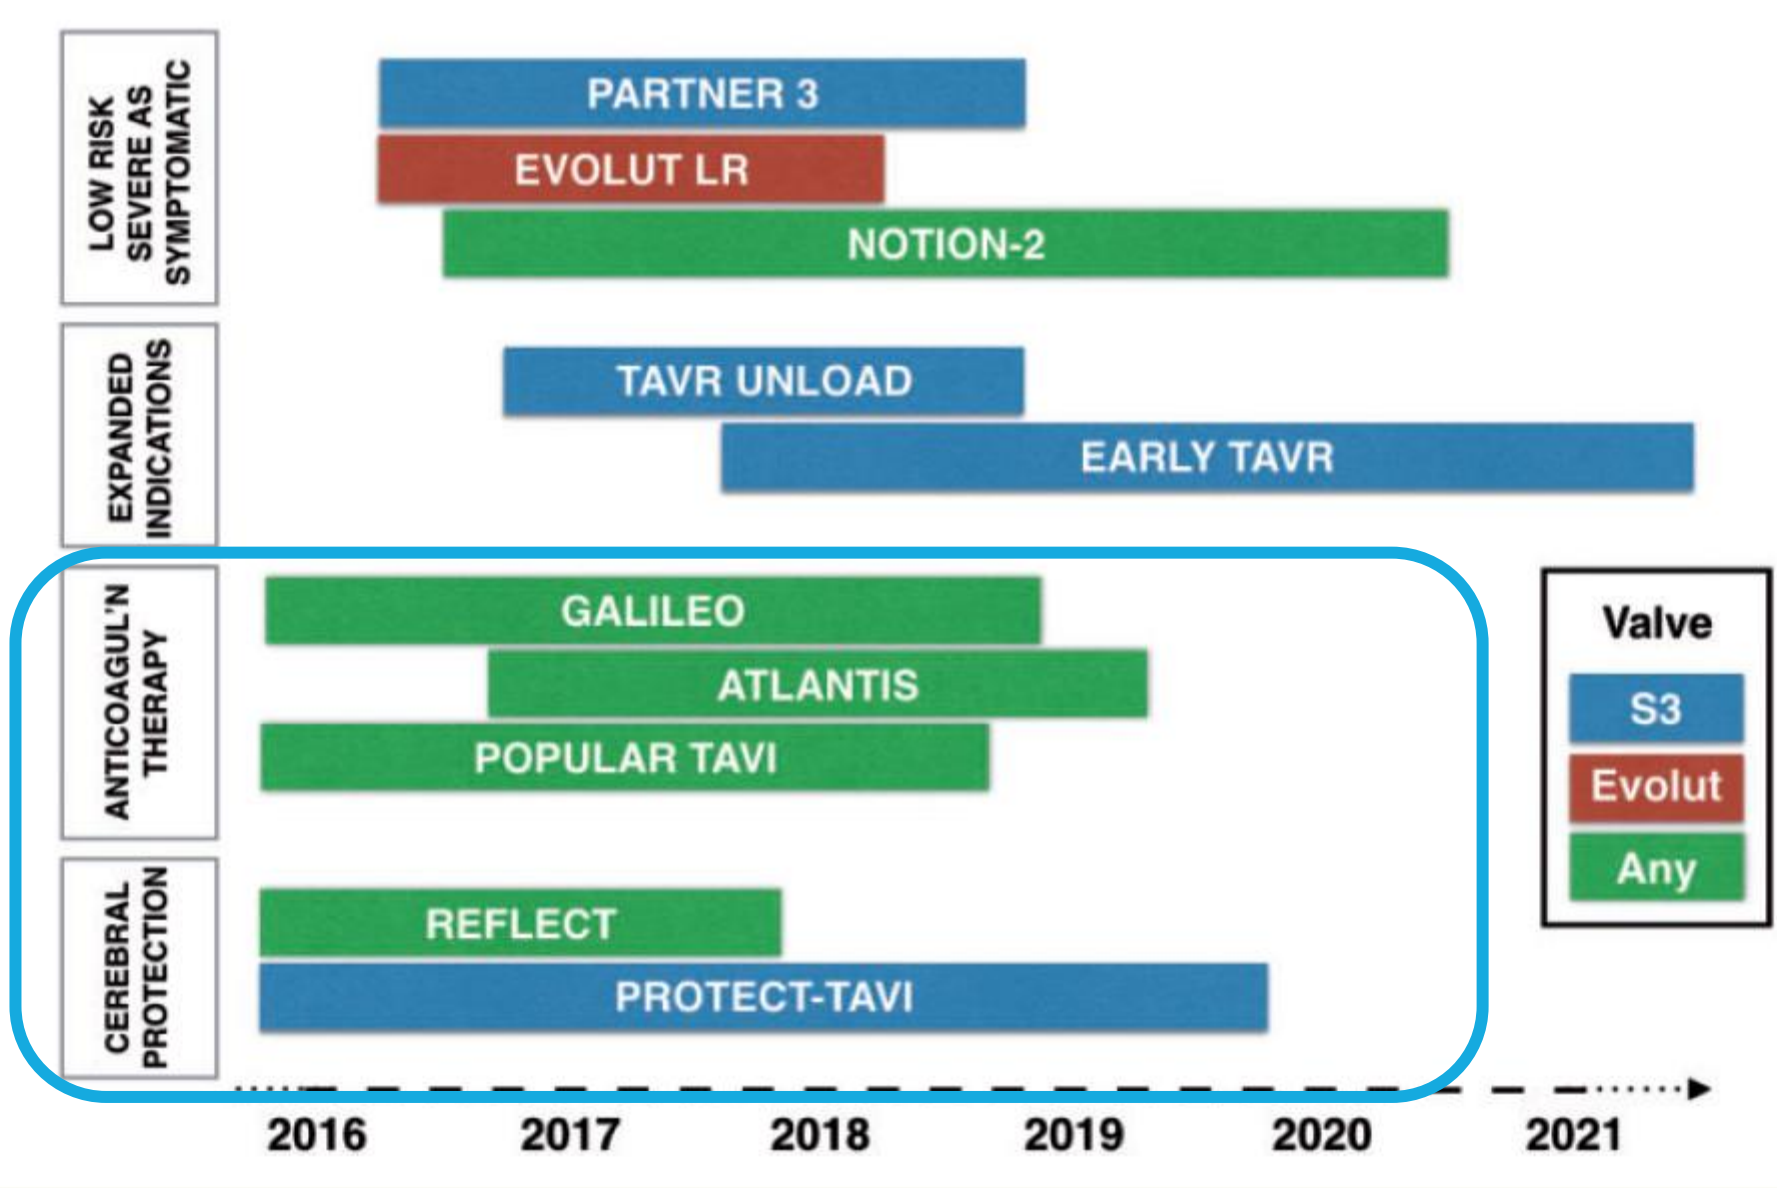 LOW RISK
SEVERE AS
SYMPTOMATIC
PARTNER 3
EVOLUT LR
NOTION-2
EXPANDED
INDICATIONS
TAVR UNLOAD
EARLY TAVR
ANTICOAGUL'N
THERAPY
GALILEO
ATLANTIS
POPULAR TAVI
CEREBRAL
PROTECTION
REFLECT
PROTECT-TAVI
Valve
S3
Evolut
Any
2016 2017 2018 2019 2020 2021